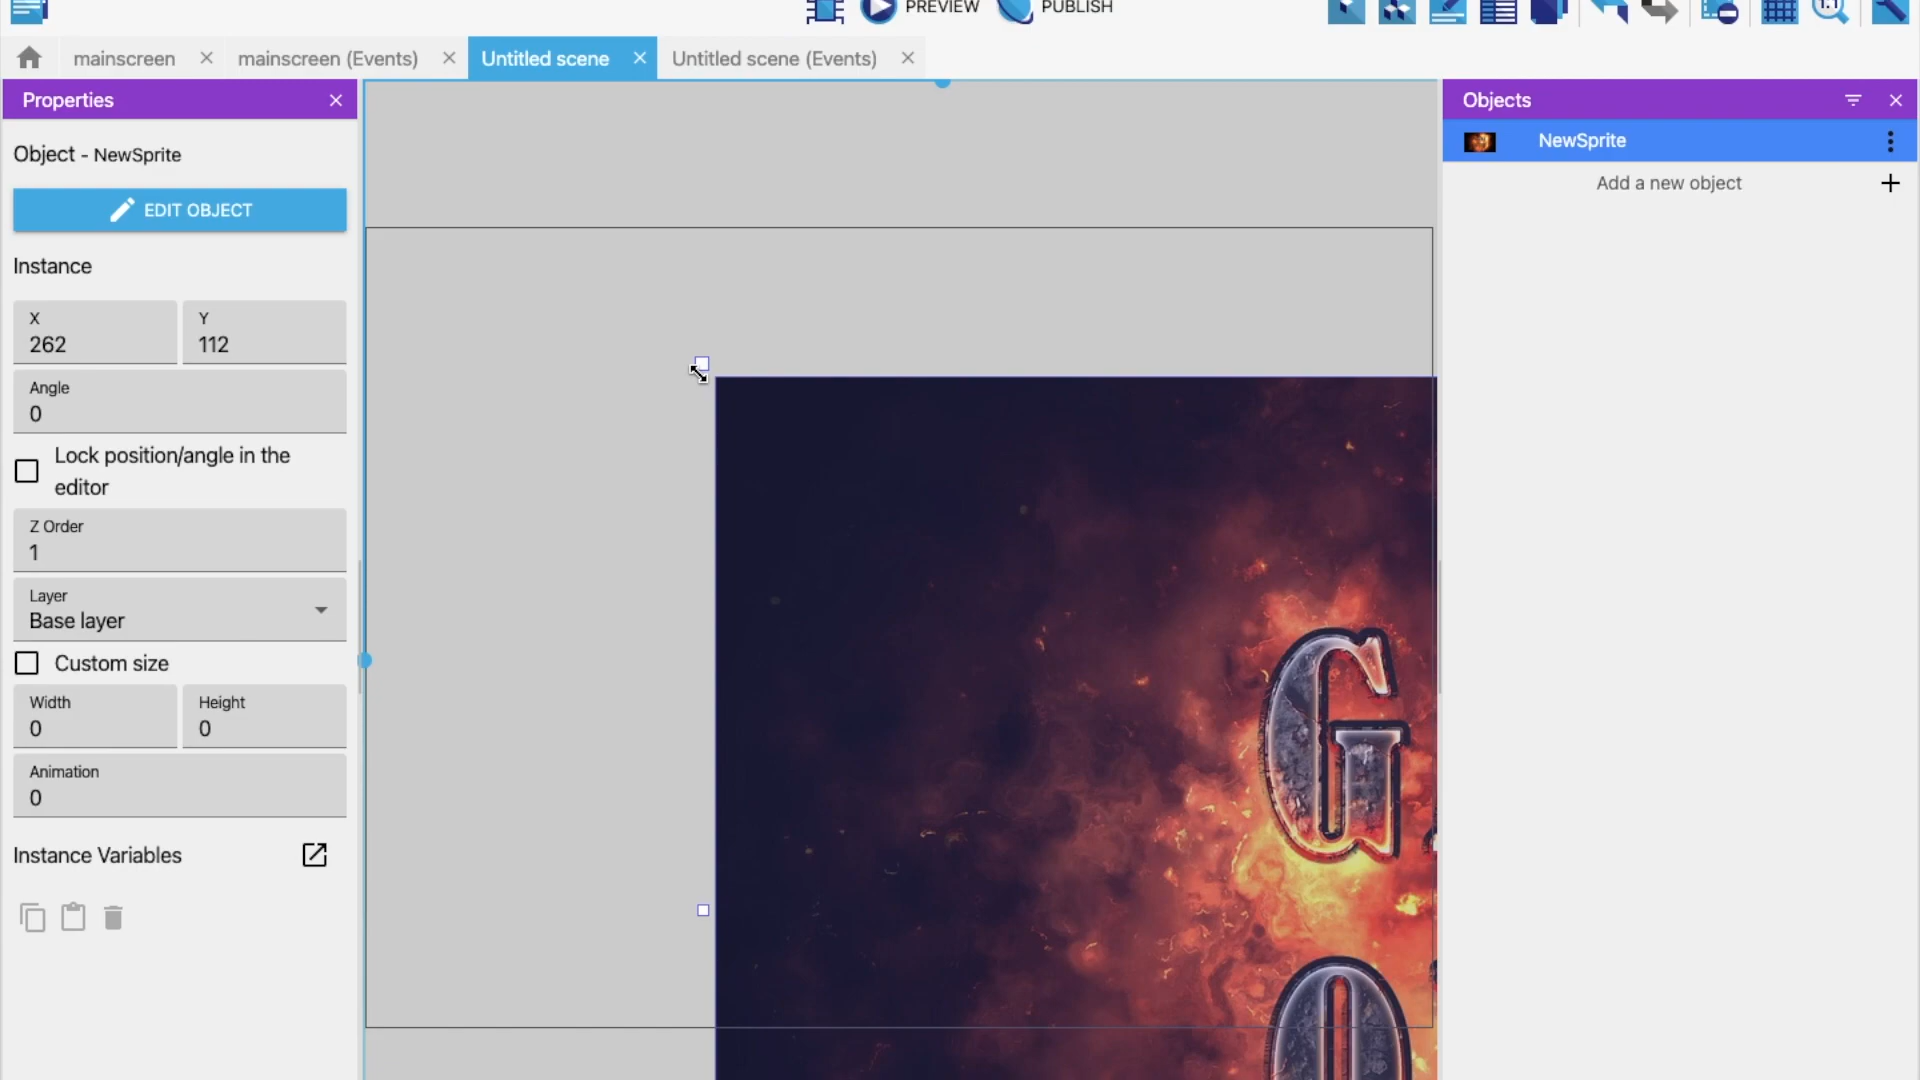 PREVIEW
PUBLISH
1:1
mainscreen
mainscreen (Events)
Untitled scene
Untitled scene (Events)
Properties
Object - NewSprite
EDIT OBJECT
Instance
X
262
Y
112
Angle
0
Lock position/angle in the
editor
Z Order
1
Layer
Base layer
Custom size
Width
0
Height
0
Animation
0
Instance Variables
G
O
Objects
NewSprite
Add a new object